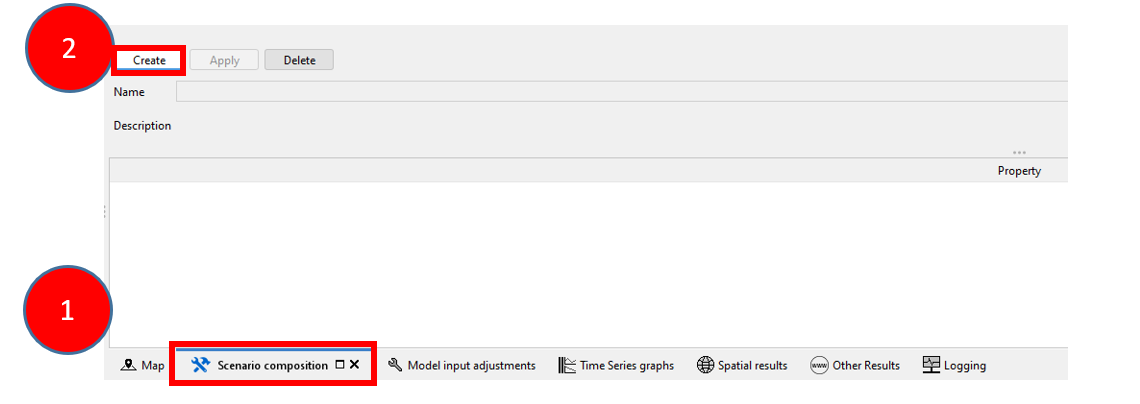 2
Create Apply Delete
Name
Description
Property
1
Map Scenario composition Model input adjustments Time Series graphs www Spatial results Other Results Logging